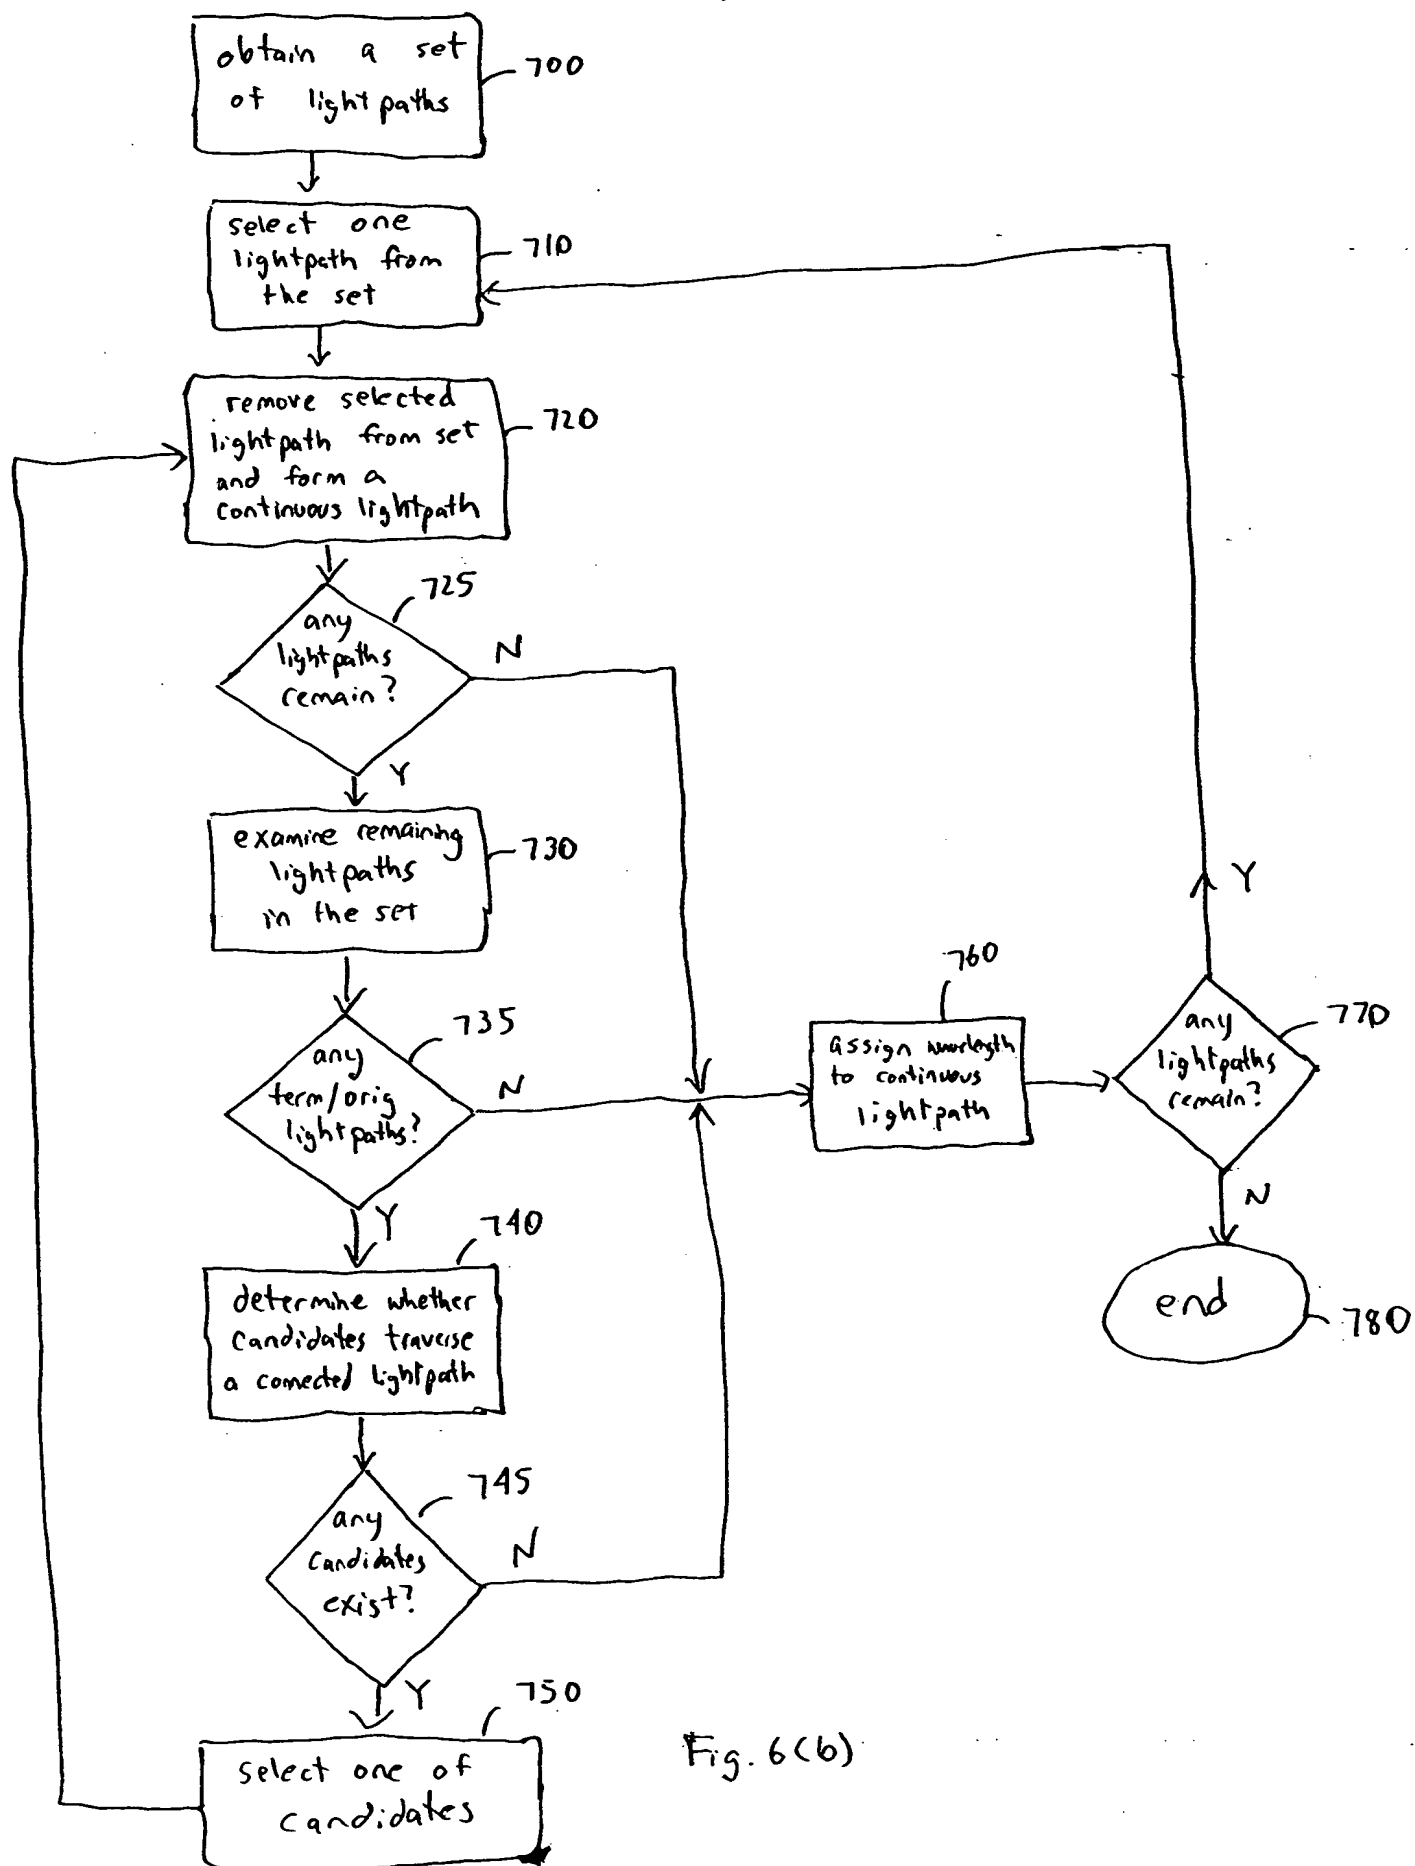 obtain a set
of lightpaths
700
select one
lightpath from
the set
710
remove selected
lightpath from set
and form a
continuous lightpath
720
725
any
lightpaths
remain?
N
Y
examine remaining
lightpaths
in the set
730
735
any
term/orig
lightpaths?
N
Y
740
determine whether
candidates traverse
a connected lightpath
745
any
candidates
exist?
N
Y
750
select one of
candidates
760
assign wavelength
to continuous
lightpath
770
any
lightpaths
remain?
Y
N
end
780
Fig. 6(b)